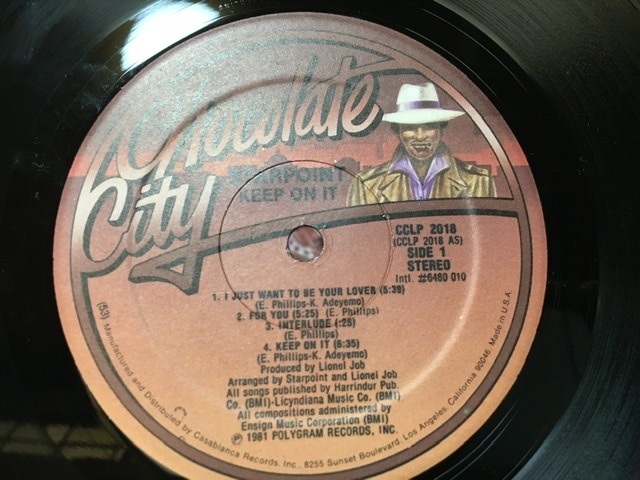 Chocolate
City
STARPOINT
KEEP ON IT
CCLP 2018
(CCLP 2018 AS)
SIDE 1
STEREO
Intl. #6480 010
1. I JUST WANT TO BE YOUR LOVER (5:39)
(E. Phillips-K. Adeyemo)
2. FOR YOU (5:25) (E. Phillips)
3. INTERLUDE (:25)
(E. Phillips)
4. KEEP ON IT (6:35)
(E. Phillips-K. Adeyemo)
Produced by Lionel Job
Arranged by Starpoint and Lionel Job
All songs published by Harrindur Pub.
Co. (BMI)-Licyndiana Music Co. (BMI)
All compositions administered by
Ensign Music Corporation (BMI)
℗ 1981 POLYGRAM RECORDS, INC.
(53) Manufactured and Distributed by Casablanca Records, Inc., 8255 Sunset Boulevard, Los Angeles, California 90046. Made in U.S.A.